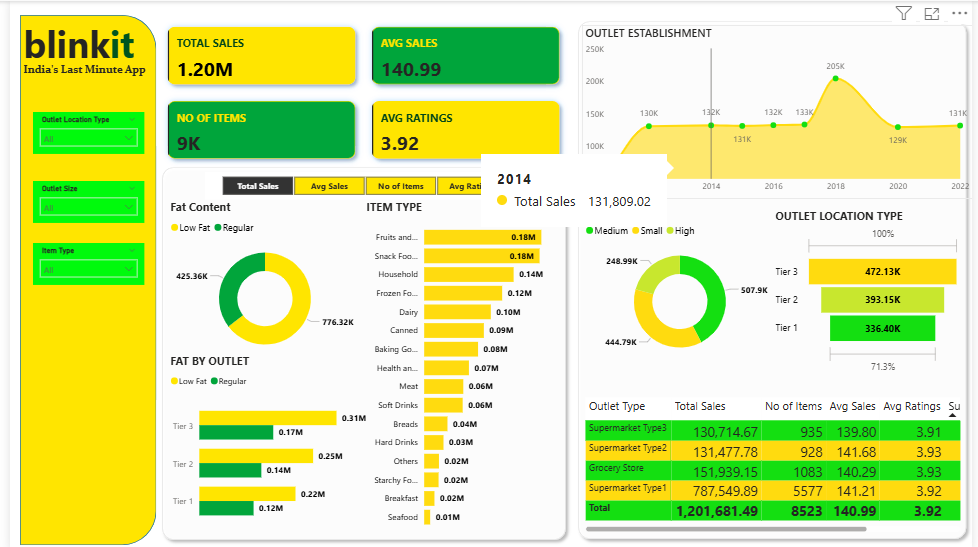 blinkit
India's Last Minute App
Outlet Location Type
All
Outlet Size
All
Item Type
All
TOTAL SALES
1.20M
AVG SALES
140.99
NO OF ITEMS
9K
AVG RATINGS
3.92
Total Sales
Avg Sales
No of Items
Avg Rati
Fat Content
Low Fat
Regular
425.36K
776.32K
FAT BY OUTLET
Low Fat
Regular
Tier 3
0.31M
0.17M
Tier 2
0.25M
0.14M
Tier 1
0.22M
0.12M
ITEM TYPE
Fruits and... 0.18M
Snack Foo... 0.18M
Household 0.14M
Frozen Fo... 0.12M
Dairy 0.10M
Canned 0.09M
Baking Go... 0.08M
Health an... 0.07M
Meat 0.06M
Soft Drinks 0.06M
Breads 0.04M
Hard Drinks 0.03M
Others 0.02M
Starchy Fo... 0.02M
Breakfast 0.02M
Seafood 0.01M
OUTLET ESTABLISHMENT
250K
200K
150K
100K
130K
132K
131K
132K
133K
205K
129K
131K
2014
2016
2018
2020
2022
2014
Total Sales 131,809.02
Medium
Small
High
248.99K
507.9K
444.79K
OUTLET LOCATION TYPE
100%
Tier 3 472.13K
Tier 2 393.15K
Tier 1 336.40K
71.3%
Outlet Type Total Sales No of Items Avg Sales Avg Ratings Su
Supermarket Type3 130,714.67 935 139.80 3.91
Supermarket Type2 131,477.78 928 141.68 3.93
Grocery Store 151,939.15 1083 140.29 3.93
Supermarket Type1 787,549.89 5577 141.21 3.92
Total 1,201,681.49 8523 140.99 3.92